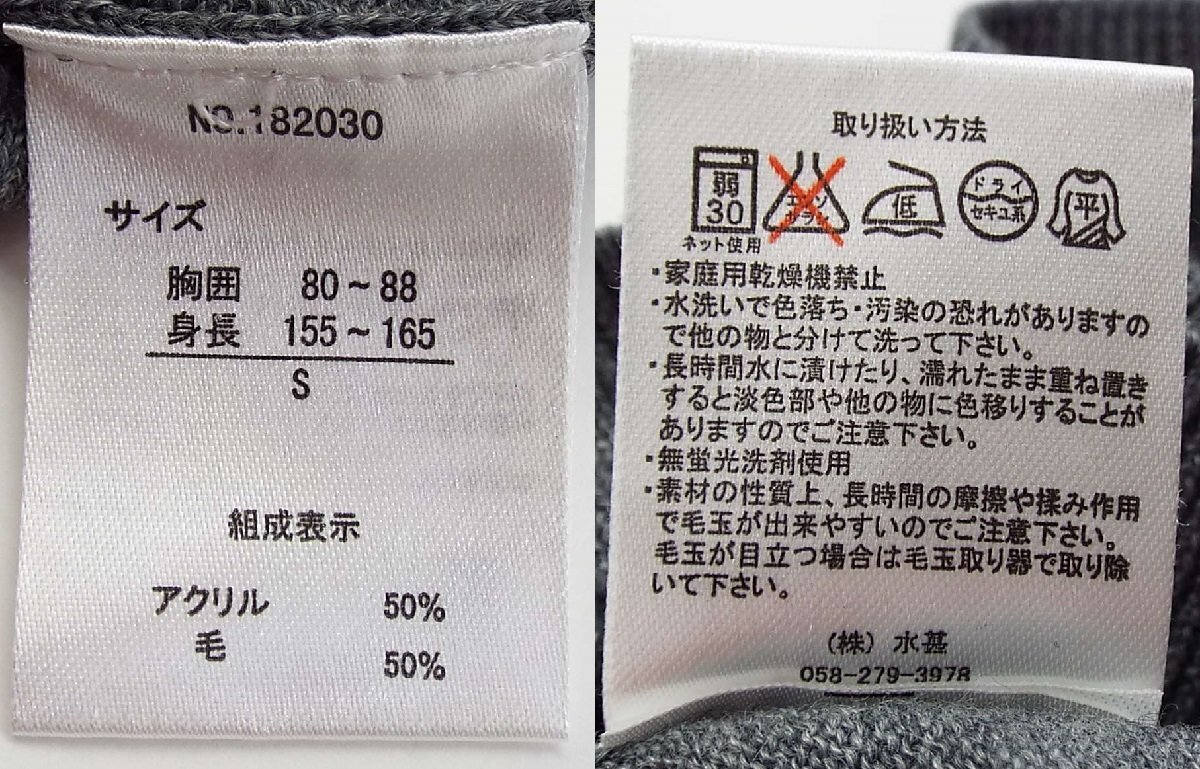 NO.182030
サイズ
胸囲 80～88
身長 155～165
S
組成表示
アクリル 50%
毛 50%
取り扱い方法
弱
30
ネット使用
エンソ
サラシ
低
ドライ
セキユ系
平
・家庭用乾燥機禁止
・水洗いで色落ち・汚染の恐れがありますの
で他の物と分けて洗って下さい。
・長時間水に漬けたり、濡れたまま重ね置き
すると淡色部や他の物に色移りすることが
ありますのでご注意下さい。
・無蛍光洗剤使用
・素材の性質上、長時間の摩擦や揉み作用
で毛玉が出来やすいのでご注意下さい。
毛玉が目立つ場合は毛玉取り器で取り除
いて下さい。
(株) 水甚
058-279-3978